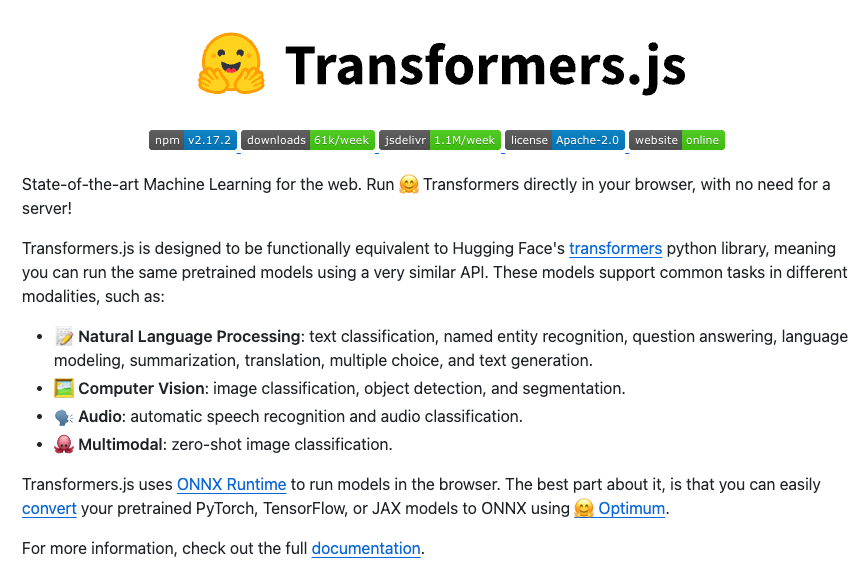 🤗 Transformers.js
npm v2.17.2 downloads 61k/week jsdelivr 1.1M/week license Apache-2.0 website online
State-of-the-art Machine Learning for the web. Run 🤗 Transformers directly in your browser, with no need for a
server!
Transformers.js is designed to be functionally equivalent to Hugging Face's transformers python library, meaning
you can run the same pretrained models using a very similar API. These models support common tasks in different
modalities, such as:
• 📝 Natural Language Processing: text classification, named entity recognition, question answering, language
modeling, summarization, translation, multiple choice, and text generation.
• 🖼️ Computer Vision: image classification, object detection, and segmentation.
• 🗣️ Audio: automatic speech recognition and audio classification.
• 🐙 Multimodal: zero-shot image classification.
Transformers.js uses ONNX Runtime to run models in the browser. The best part about it, is that you can easily
convert your pretrained PyTorch, TensorFlow, or JAX models to ONNX using 🤗 Optimum.
For more information, check out the full documentation.